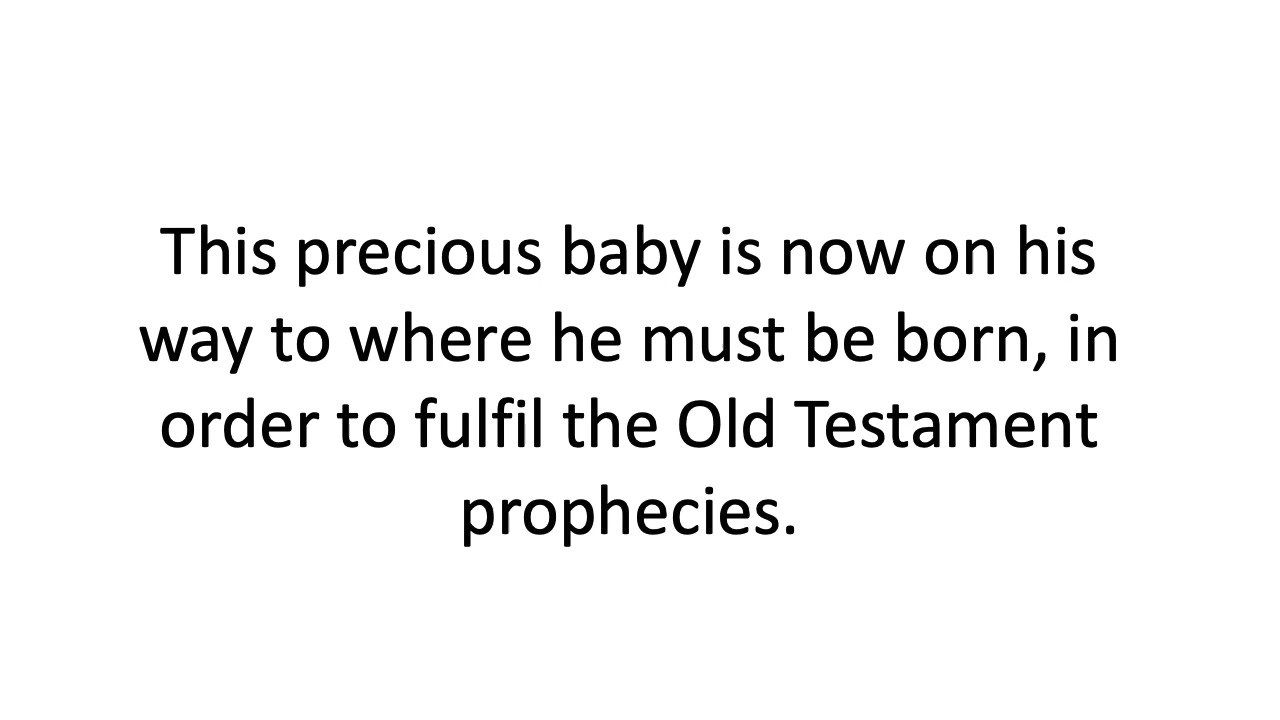 This precious baby is now on his
way to where he must be born, in
order to fulfil the Old Testament
prophecies.